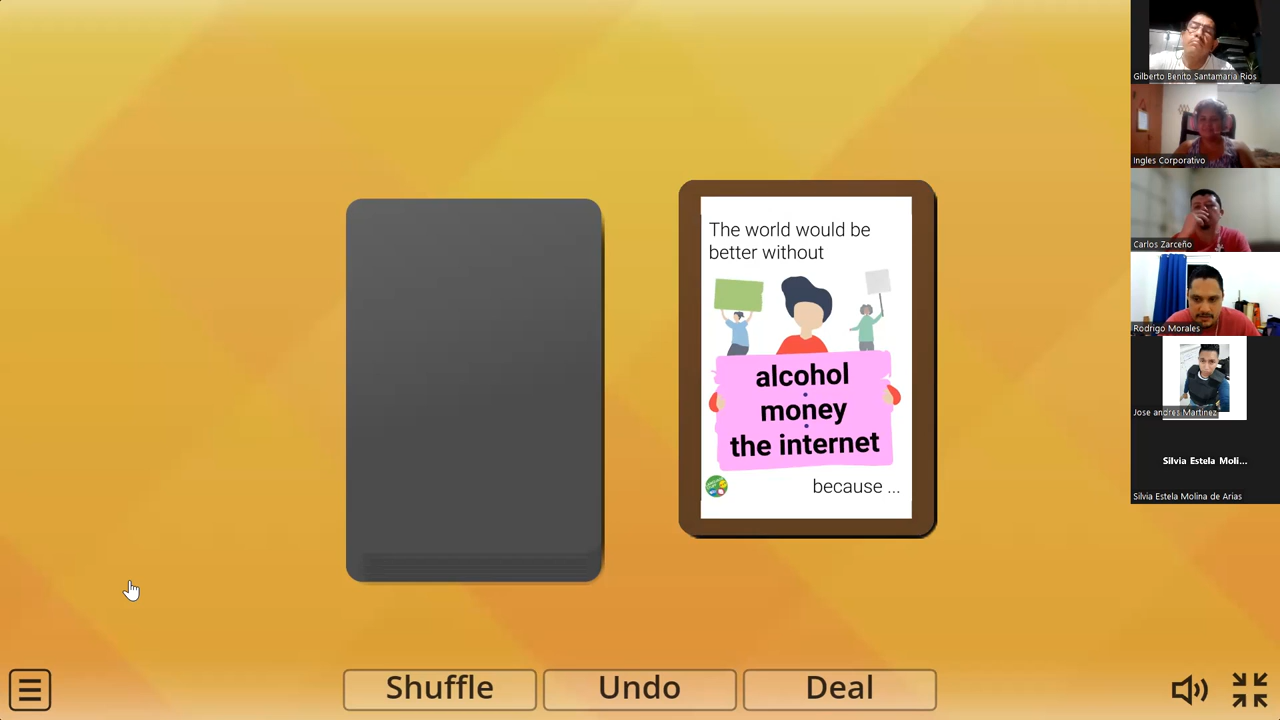 The world would be
better without
alcohol
money
the internet
because ...
Shuffle
Undo
Deal
Gilberto Benito Santamaria Rios
Ingles Corporativo
Carlos Zarceño
Rodrigo Morales
Jose andres Martinez
Silvia Estela Moli...
Silvia Estela Molina de Arias